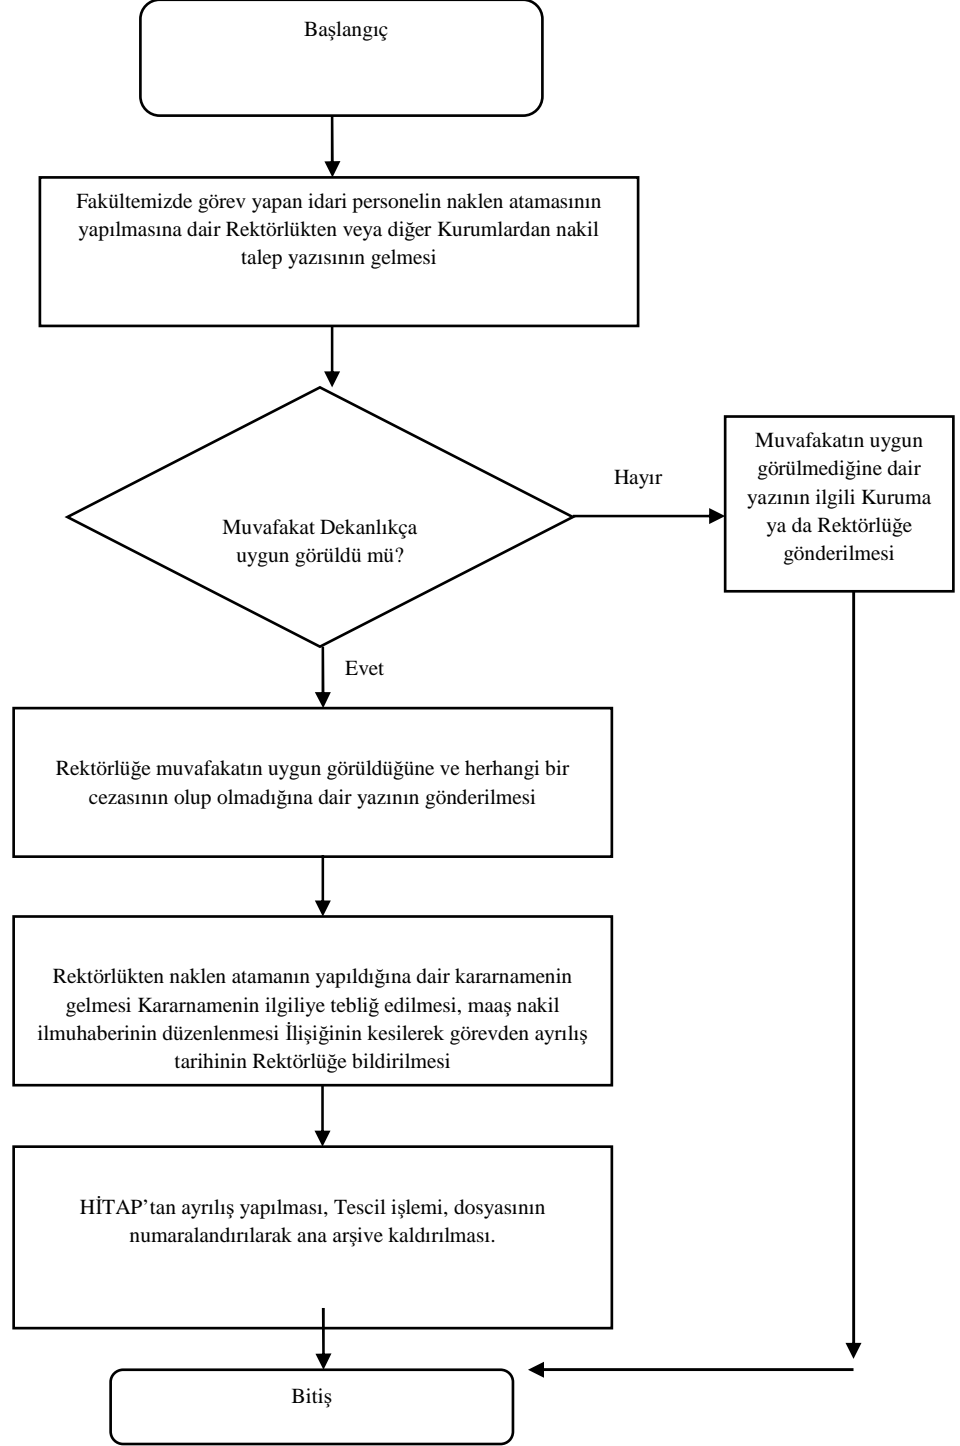 Başlangıç
Fakültemizde görev yapan idari personelin naklen atamasının
yapılmasına dair Rektörlükten veya diğer Kurumlardan nakil
talep yazısının gelmesi
Muvafakat Dekanlıkça
uygun görüldü mü?
Hayır
Muvafakatın uygun
görülmediğine dair
yazının ilgili Kuruma
ya da Rektörlüğe
gönderilmesi
Evet
Rektörlüğe muvafakatın uygun görüldüğüne ve herhangi bir
cezasının olup olmadığına dair yazının gönderilmesi
Rektörlükten naklen atamanın yapıldığına dair kararnamenin
gelmesi Kararnamenin ilgiliye tebliğ edilmesi, maaş nakil
ilmuhaberinin düzenlenmesi İlişiğinin kesilerek görevden ayrılış
tarihinin Rektörlüğe bildirilmesi
HİTAP’tan ayrılış yapılması, Tescil işlemi, dosyasının
numaralandırılarak ana arşive kaldırılması.
Bitiş